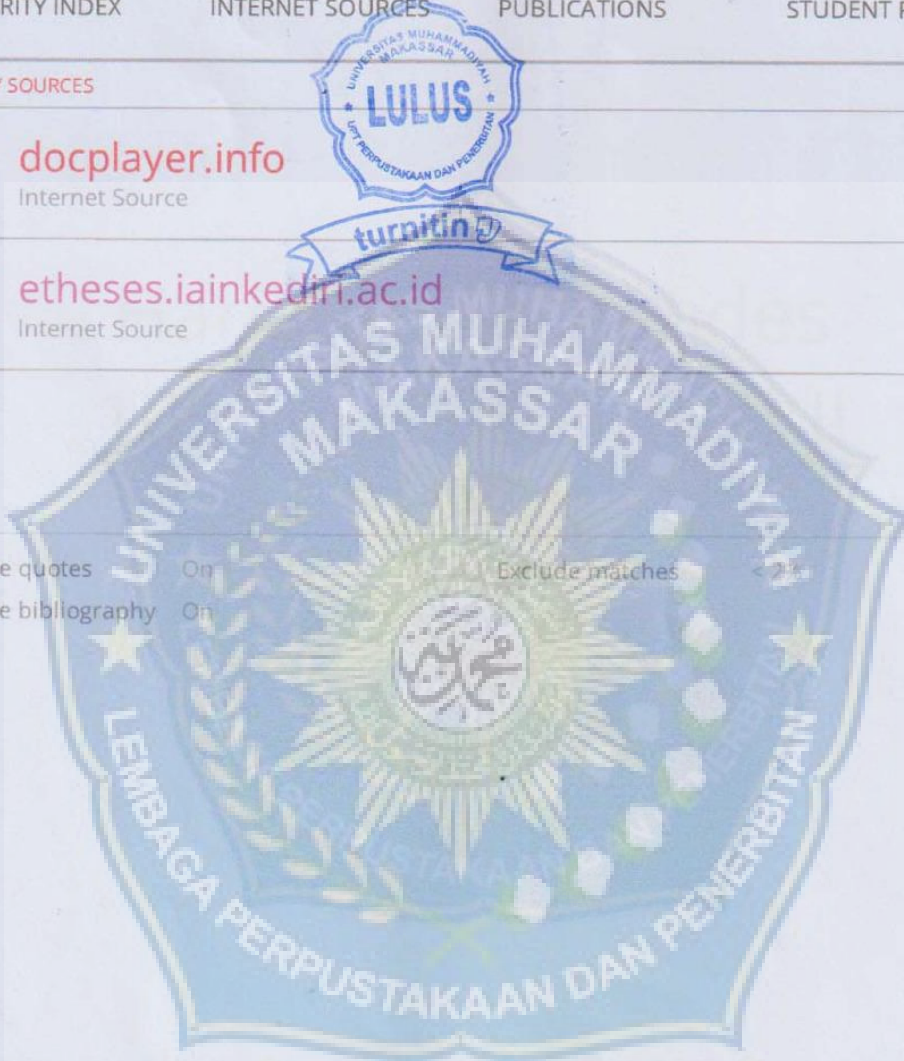 RITY INDEX INTERNET SOURCES PUBLICATIONS STUDENT P
SOURCES
UNIVERSITAS MUHAMMADIYAH
MAKASSAR
LULUS
UPT PERPUSTAKAAN DAN PENERBITAN
turnitin
docplayer.info
Internet Source
etheses.iainkediri.ac.id
Internet Source
UNIVERSITAS MUHAMMADIYAH
MAKASSAR
e quotes On Exclude matches < 2%
e bibliography On
محمدية
LEMBAGA PERPUSTAKAAN DAN PENERBITAN